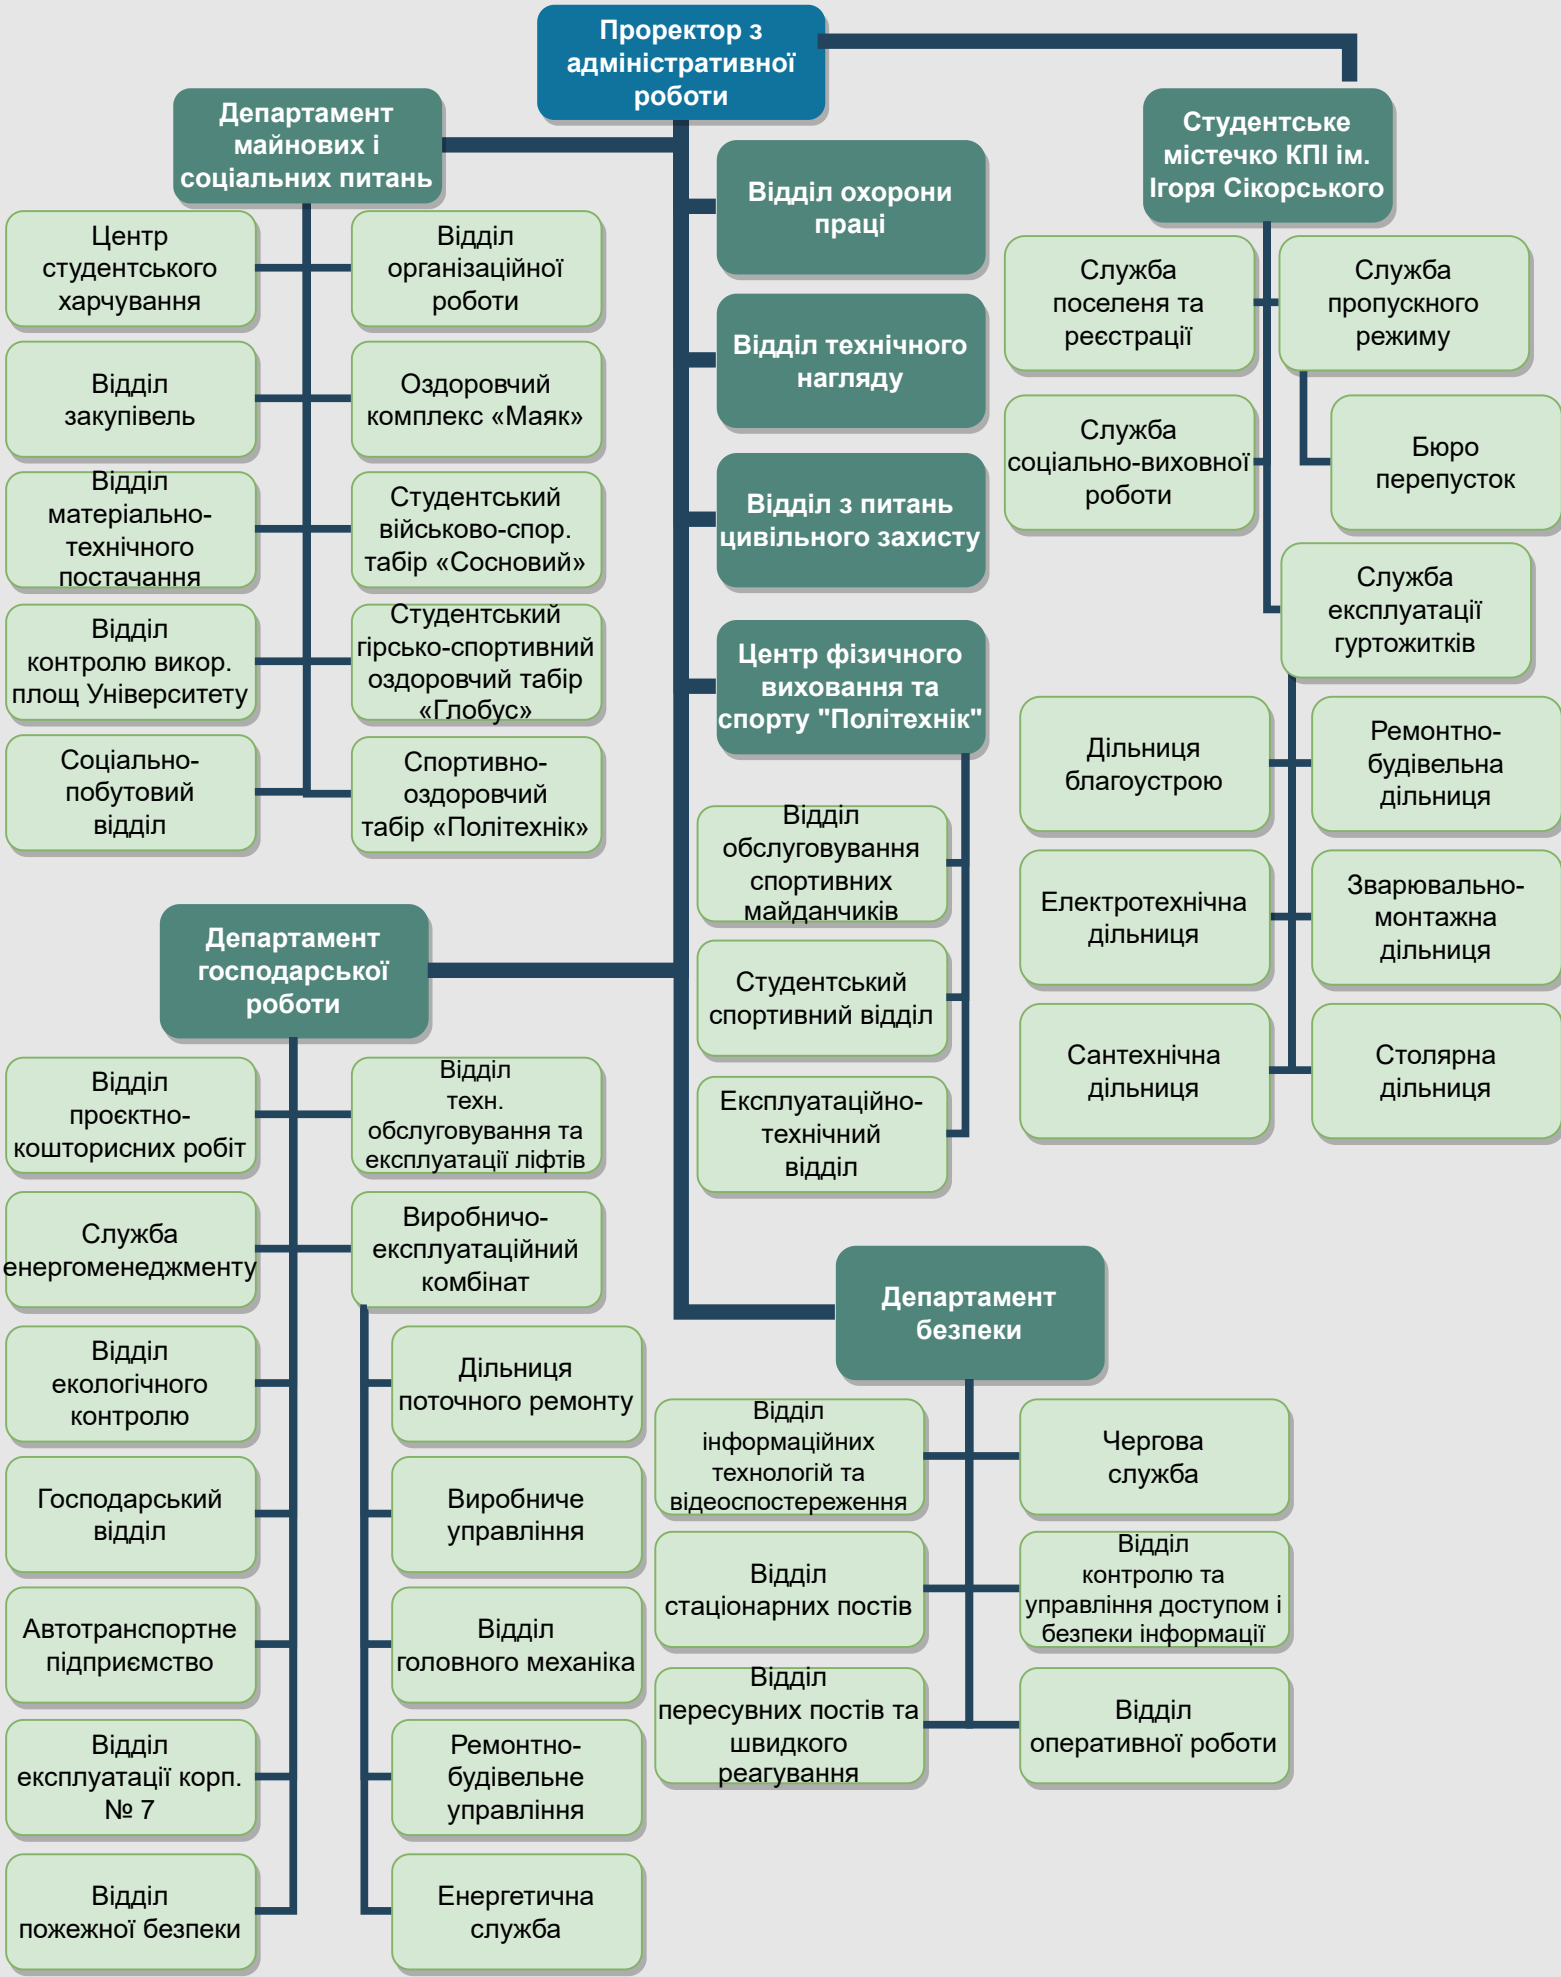 Проректор з
адміністративної
роботи
Департамент
майнових і
соціальних питань
Центр
студентського
харчування
Відділ
організаційної
роботи
Відділ
закупівель
Оздоровчий
комплекс «Маяк»
Відділ
матеріально-
технічного
постачання
Студентський
військово-спор.
табір «Сосновий»
Відділ
контролю викор.
площ Університету
Студентський
гірсько-спортивний
оздоровчий табір
«Глобус»
Соціально-
побутовий
відділ
Спортивно-
оздоровчий
табір «Політехнік»
Відділ охорони
праці
Відділ технічного
нагляду
Відділ з питань
цивільного захисту
Центр фізичного
виховання та
спорту "Політехнік"
Відділ
обслуговування
спортивних
майданчиків
Студентський
спортивний відділ
Експлуатаційно-
технічний
відділ
Студентське
містечко КПІ ім.
Ігоря Сікорського
Служба
поселеня та
реєстрації
Служба
пропускного
режиму
Служба
соціально-виховної
роботи
Бюро
перепусток
Служба
експлуатації
гуртожитків
Дільниця
благоустрою
Ремонтно-
будівельна
дільниця
Електротехнічна
дільниця
Зварювально-
монтажна
дільниця
Сантехнічна
дільниця
Столярна
дільниця
Департамент
господарської
роботи
Відділ
проєктно-
кошторисних робіт
Відділ
техн.
обслуговування та
експлуатації ліфтів
Служба
енергоменеджменту
Виробничо-
експлуатаційний
комбінат
Відділ
екологічного
контролю
Дільниця
поточного ремонту
Господарський
відділ
Виробниче
управління
Автотранспортне
підприємство
Відділ
головного механіка
Відділ
експлуатації корп.
№ 7
Ремонтно-
будівельне
управління
Відділ
пожежної безпеки
Енергетична
служба
Департамент
безпеки
Відділ
інформаційних
технологій та
відеоспостереження
Чергова
служба
Відділ
стаціонарних постів
Відділ
контролю та
управління доступом і
безпеки інформації
Відділ
пересувних постів та
швидкого
реагування
Відділ
оперативної роботи